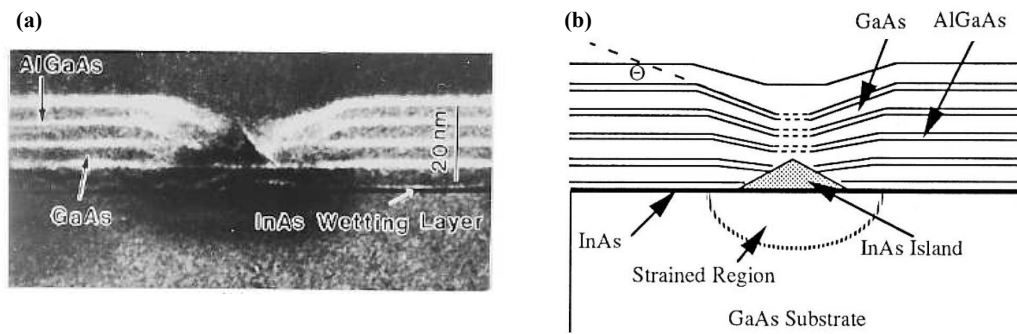 (a)
AlGaAs
20 nm
GaAs
InAs Wetting Layer
(b)
GaAs
AlGaAs
Θ
InAs
InAs Island
Strained Region
GaAs Substrate